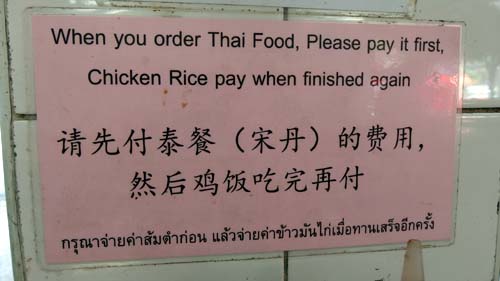 When you order Thai Food, Please pay it first,
Chicken Rice pay when finished again
请先付泰餐（宋丹）的费用，
然后鸡饭吃完再付
กรุณาจ่ายค่าส้มตำก่อน แล้วจ่ายค่าข้าวมันไก่เมื่อทานเสร็จอีกครั้ง